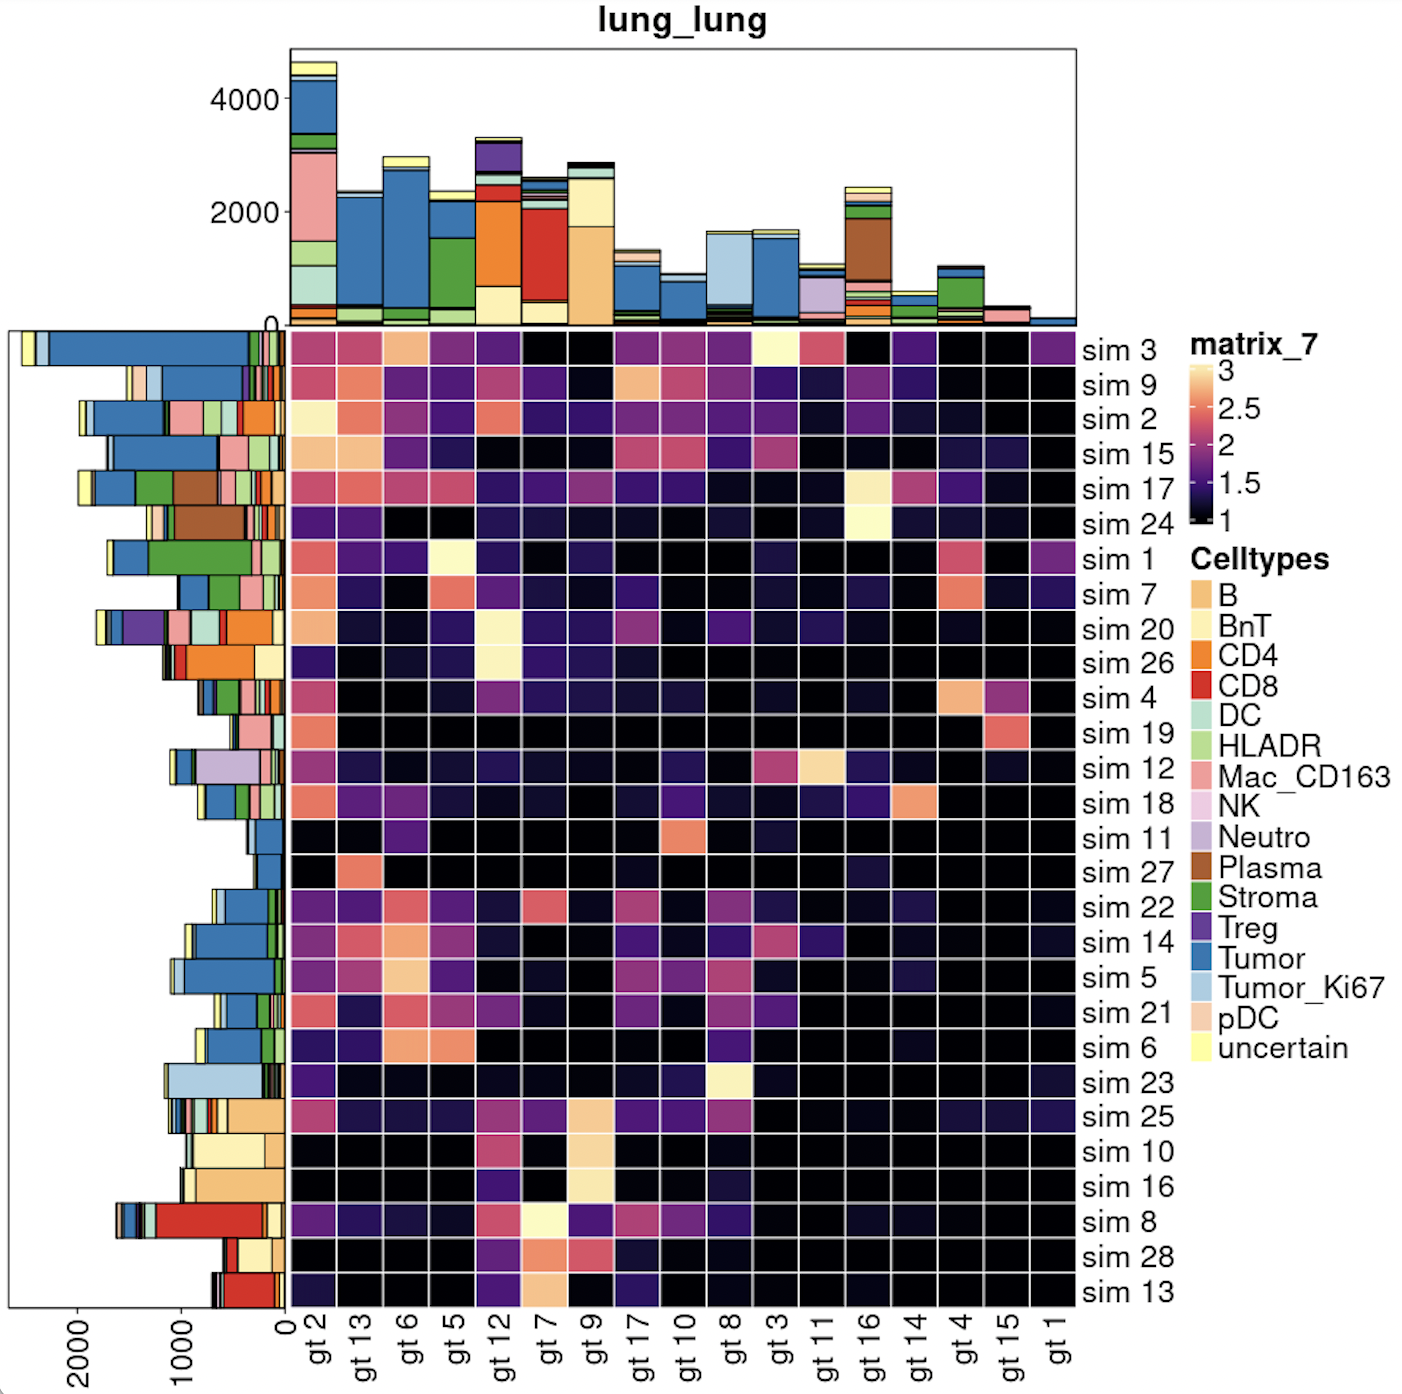 lung_lung
4000
2000
0
sim 3
sim 9
sim 2
sim 15
sim 17
sim 24
sim 1
sim 7
sim 20
sim 26
sim 4
sim 19
sim 12
sim 18
sim 11
sim 27
sim 22
sim 14
sim 5
sim 21
sim 6
sim 23
sim 25
sim 10
sim 16
sim 8
sim 28
sim 13
matrix_7
3
2.5
2
1.5
1
Celltypes
B
BnT
CD4
CD8
DC
HLADR
Mac_CD163
NK
Neutro
Plasma
Stroma
Treg
Tumor
Tumor_Ki67
pDC
uncertain
2000
1000
0
gt 2
gt 13
gt 6
gt 5
gt 12
gt 7
gt 9
gt 17
gt 10
gt 8
gt 3
gt 11
gt 16
gt 14
gt 4
gt 15
gt 1